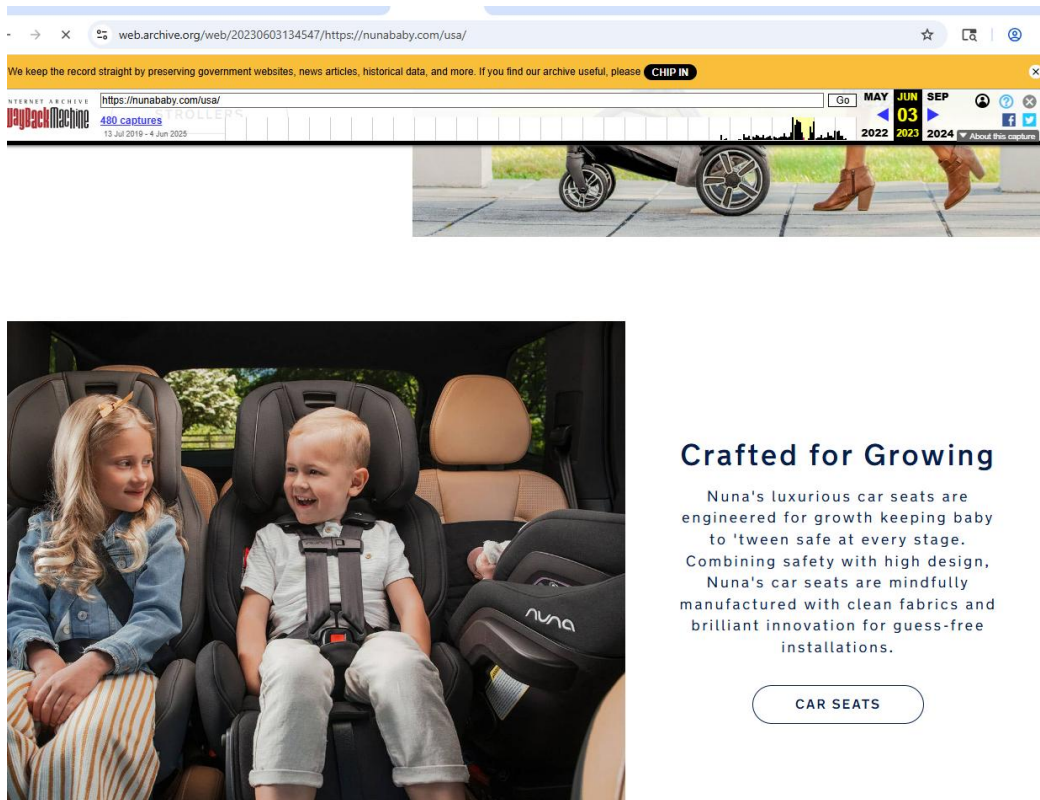 web.archive.org/web/20230603134547/https://nunababy.com/usa/
We keep the record straight by preserving government websites, news articles, historical data, and more. If you find our archive useful, please CHIP IN
INTERNET ARCHIVE
WayBackMachine
https://nunababy.com/usa/
Go
STROLLERS
480 captures
13 Jul 2019 - 4 Jun 2025
MAY JUN SEP
03
2022 2023 2024
About this capture
nuna
Crafted for Growing
Nuna's luxurious car seats are
engineered for growth keeping baby
to 'tween safe at every stage.
Combining safety with high design,
Nuna's car seats are mindfully
manufactured with clean fabrics and
brilliant innovation for guess-free
installations.
CAR SEATS